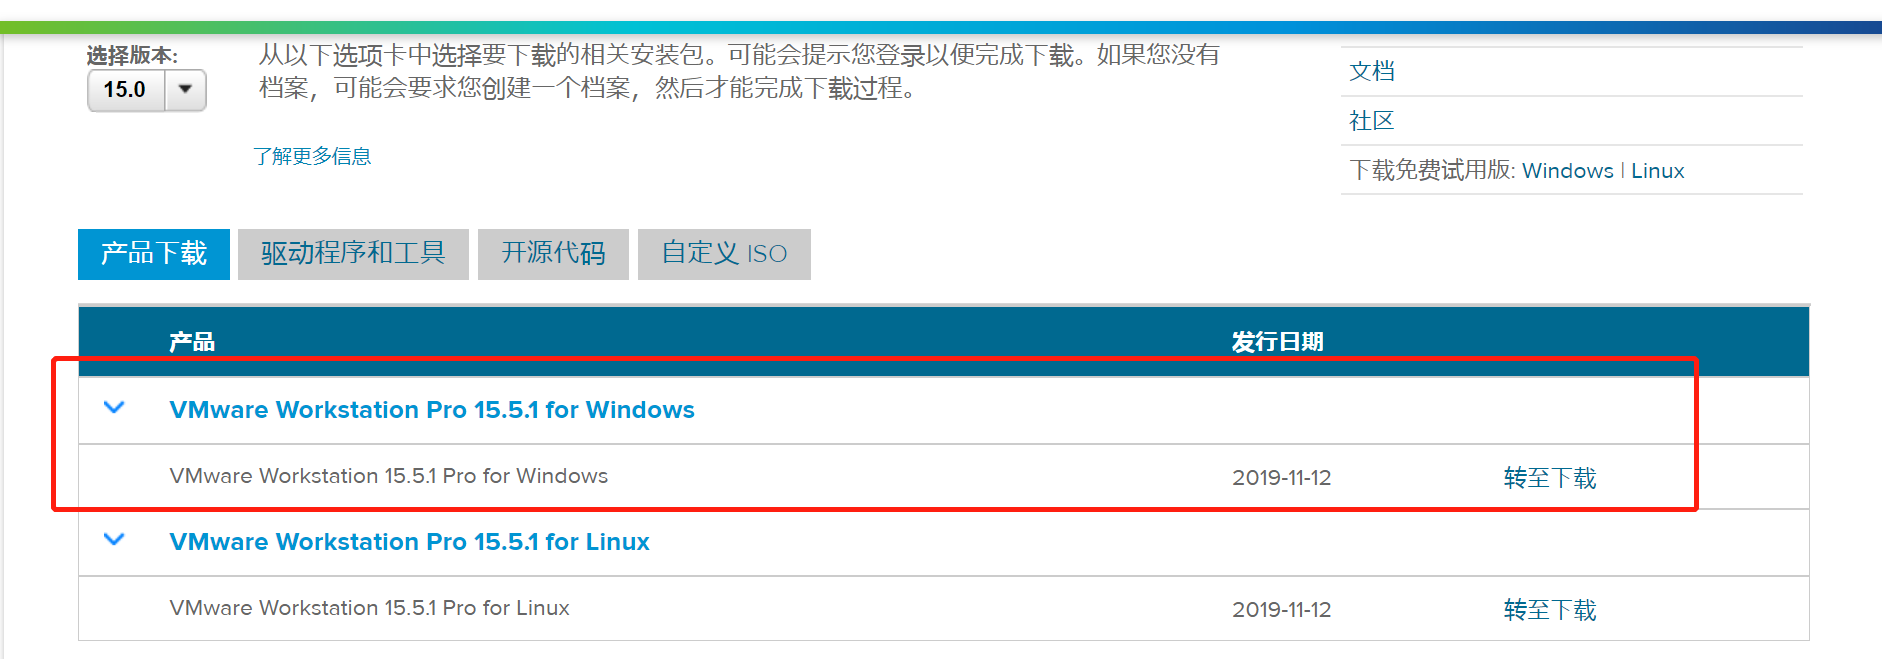 选择版本:
15.0
从以下选项卡中选择要下载的相关安装包。可能会提示您登录以便完成下载。如果您没有
档案，可能会要求您创建一个档案，然后才能完成下载过程。
了解更多信息
文档
社区
下载免费试用版: Windows | Linux
产品下载 驱动程序和工具 开源代码 自定义 ISO
产品 发行日期
VMware Workstation Pro 15.5.1 for Windows
VMware Workstation 15.5.1 Pro for Windows 2019-11-12 转至下载
VMware Workstation Pro 15.5.1 for Linux
VMware Workstation 15.5.1 Pro for Linux 2019-11-12 转至下载